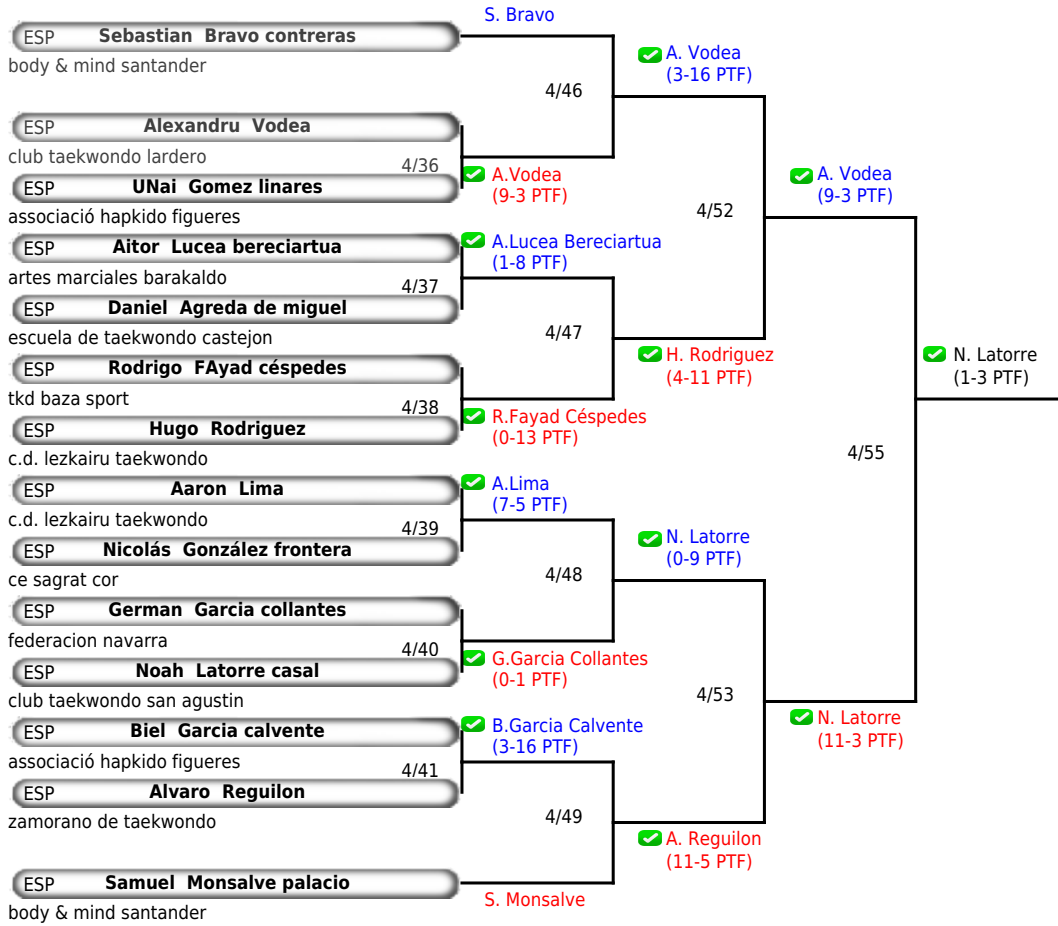 S. Bravo
ESP Sebastian Bravo contreras
body & mind santander
A. Vodea
(3-16 PTF)
4/46
ESP Alexandru Vodea
club taekwondo lardero
4/36
ESP UNai Gomez linares
associació hapkido figueres
A.Vodea
(9-3 PTF)
A. Vodea
(9-3 PTF)
4/52
ESP Aitor Lucea bereciartua
artes marciales barakaldo
A.Lucea Bereciartua
(1-8 PTF)
4/37
ESP Daniel Agreda de miguel
escuela de taekwondo castejon
4/47
ESP Rodrigo FAyad céspedes
tkd baza sport
H. Rodriguez
(4-11 PTF)
N. Latorre
(1-3 PTF)
4/38
ESP Hugo Rodriguez
c.d. lezkairu taekwondo
R.Fayad Céspedes
(0-13 PTF)
4/55
ESP Aaron Lima
c.d. lezkairu taekwondo
A.Lima
(7-5 PTF)
4/39
ESP Nicolás González frontera
ce sagrat cor
N. Latorre
(0-9 PTF)
4/48
ESP German Garcia collantes
federacion navarra
4/40
ESP Noah Latorre casal
club taekwondo san agustin
G.Garcia Collantes
(0-1 PTF)
4/53
ESP Biel Garcia calvente
associació hapkido figueres
B.Garcia Calvente
(3-16 PTF)
N. Latorre
(11-3 PTF)
4/41
ESP Alvaro Reguilon
zamorano de taekwondo
4/49
A. Reguilon
(11-5 PTF)
ESP Samuel Monsalve palacio
body & mind santander
S. Monsalve